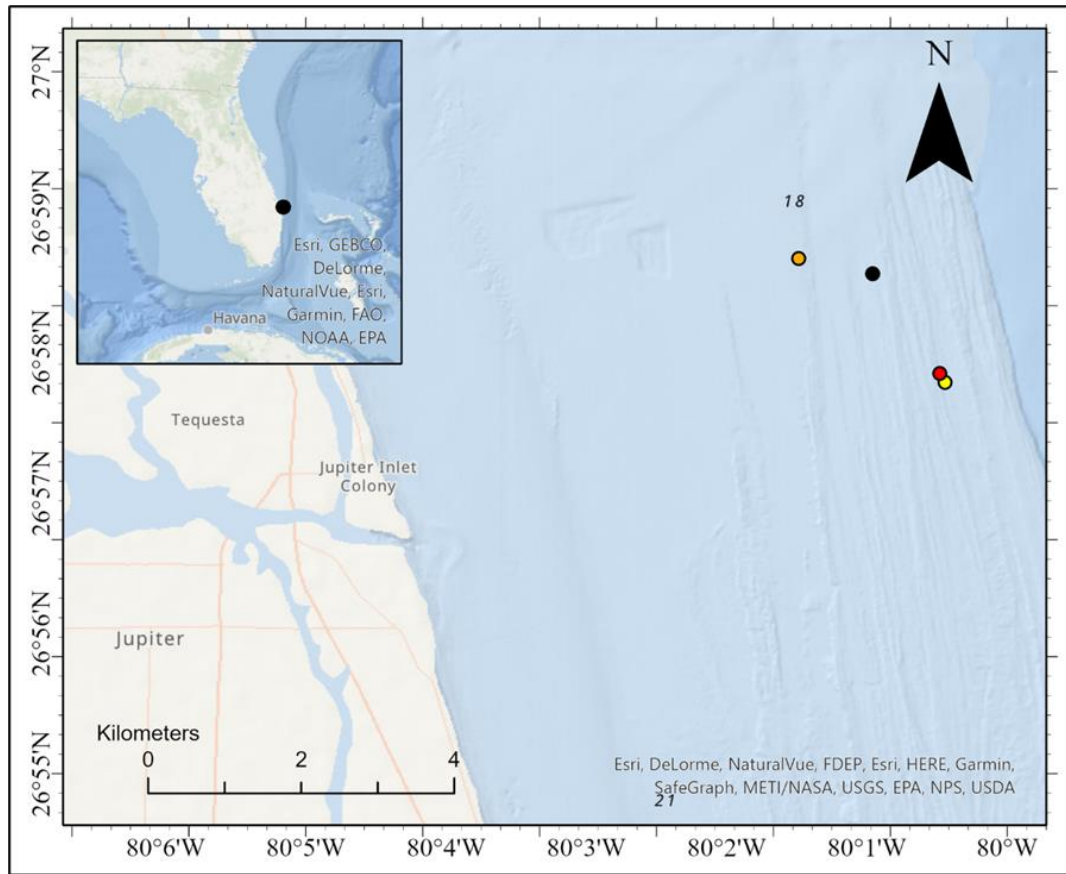 27°N
26°59'N
26°58'N
26°57'N
26°56'N
26°55'N
Esri, GEBCO,
DeLorme,
NaturalVue, Esri,
Garmin, FAO,
NOAA, EPA
Havana
N
18
Tequesta
Jupiter Inlet
Colony
Jupiter
Kilometers
0 2 4
Esri, DeLorme, NaturalVue, FDEP, Esri, HERE, Garmin,
SafeGraph, METI/NASA, USGS, EPA, NPS, USDA
21
80°6'W 80°5'W 80°4'W 80°3'W 80°2'W 80°1'W 80°W